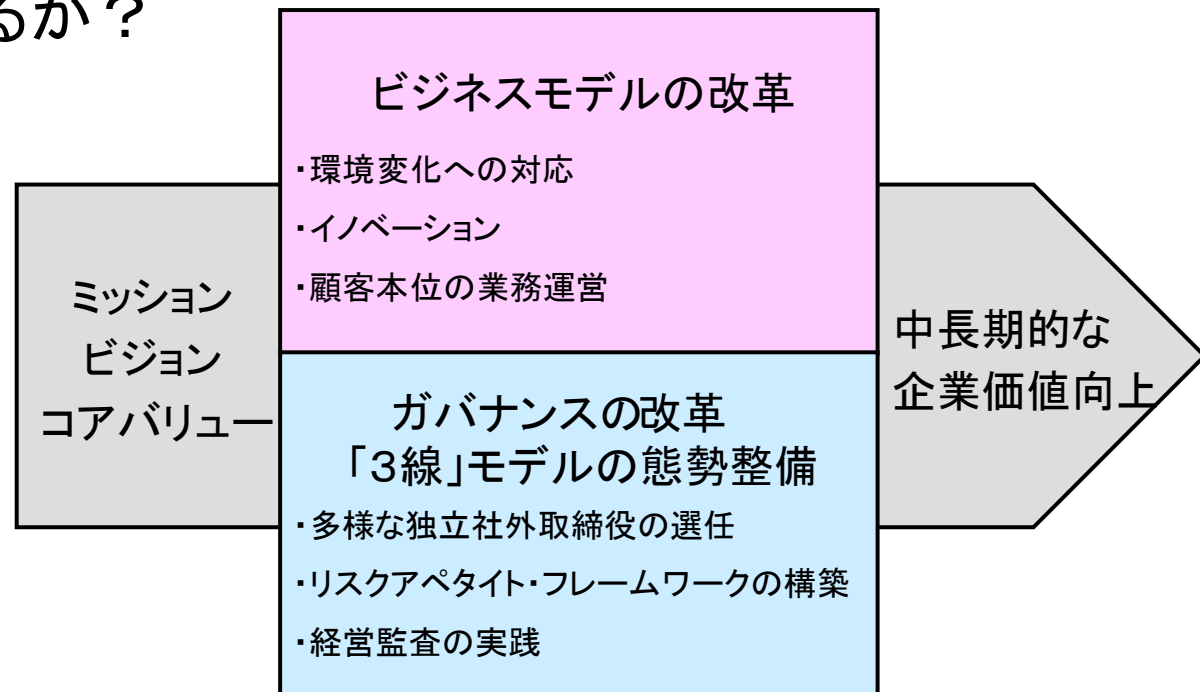 るか？
ビジネスモデルの改革
・環境変化への対応
・イノベーション
・顧客本位の業務運営
ミッション
ビジョン
コアバリュー
ガバナンスの改革
「３線」モデルの態勢整備
・多様な独立社外取締役の選任
・リスクアペタイト・フレームワークの構築
・経営監査の実践
中長期的な
企業価値向上